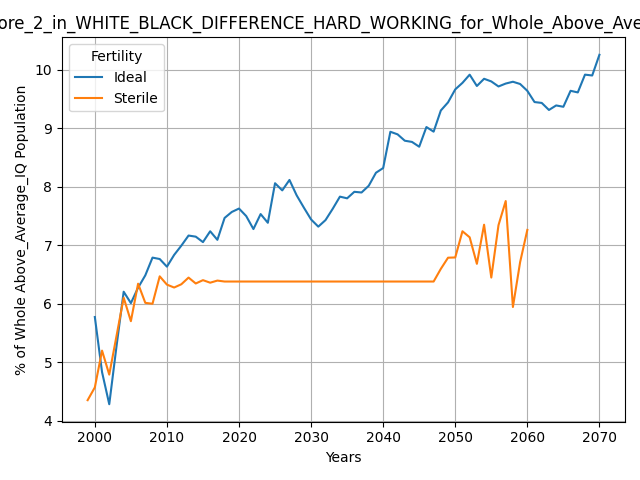 ore_2_in_WHITE_BLACK_DIFFERENCE_HARD_WORKING_for_Whole_Above_Ave
Fertility
Ideal
Sterile
% of Whole Above_Average_IQ Population
10
9
8
7
6
5
4
2000 2010 2020 2030 2040 2050 2060 2070
Years